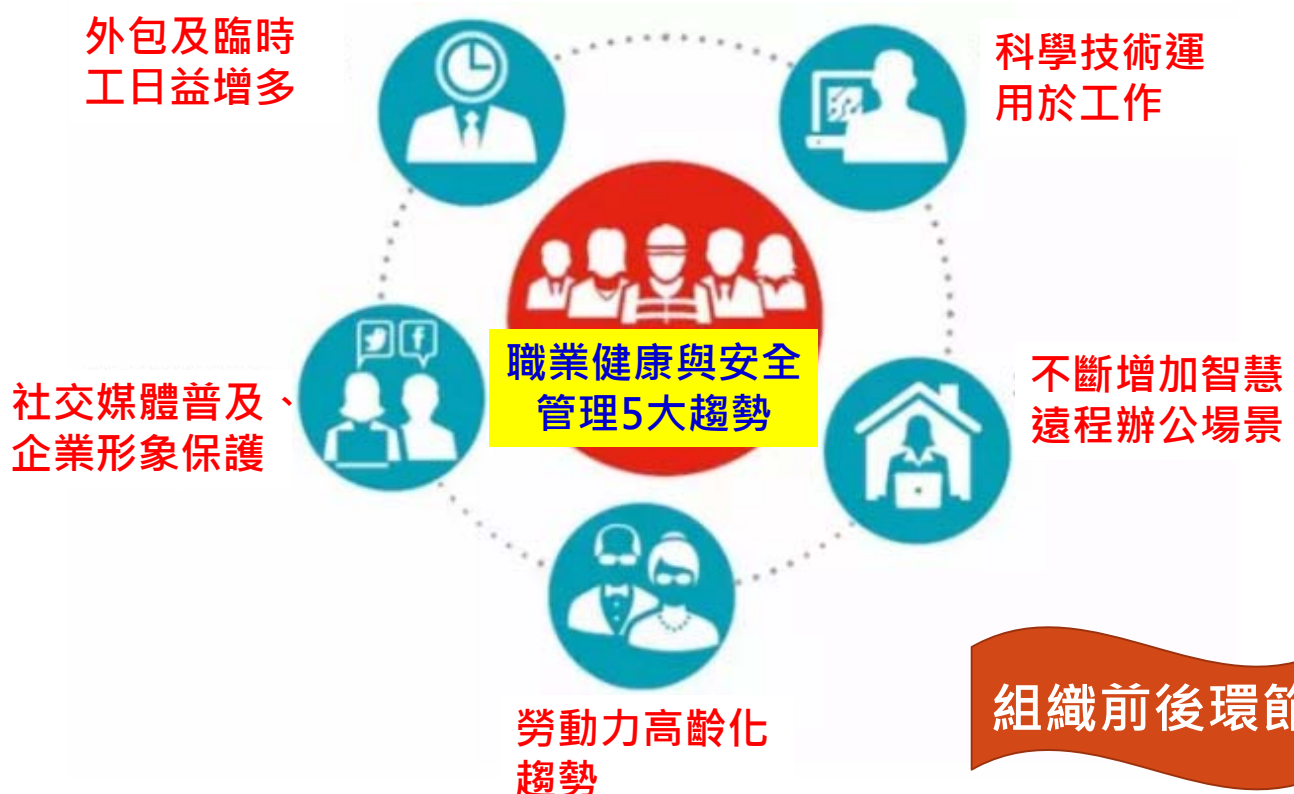 外包及臨時
工日益增多
科學技術運
用於工作
職業健康與安全
管理5大趨勢
社交媒體普及、
企業形象保護
不斷增加智慧
遠程辦公場景
勞動力高齡化
趨勢
組織前後環節